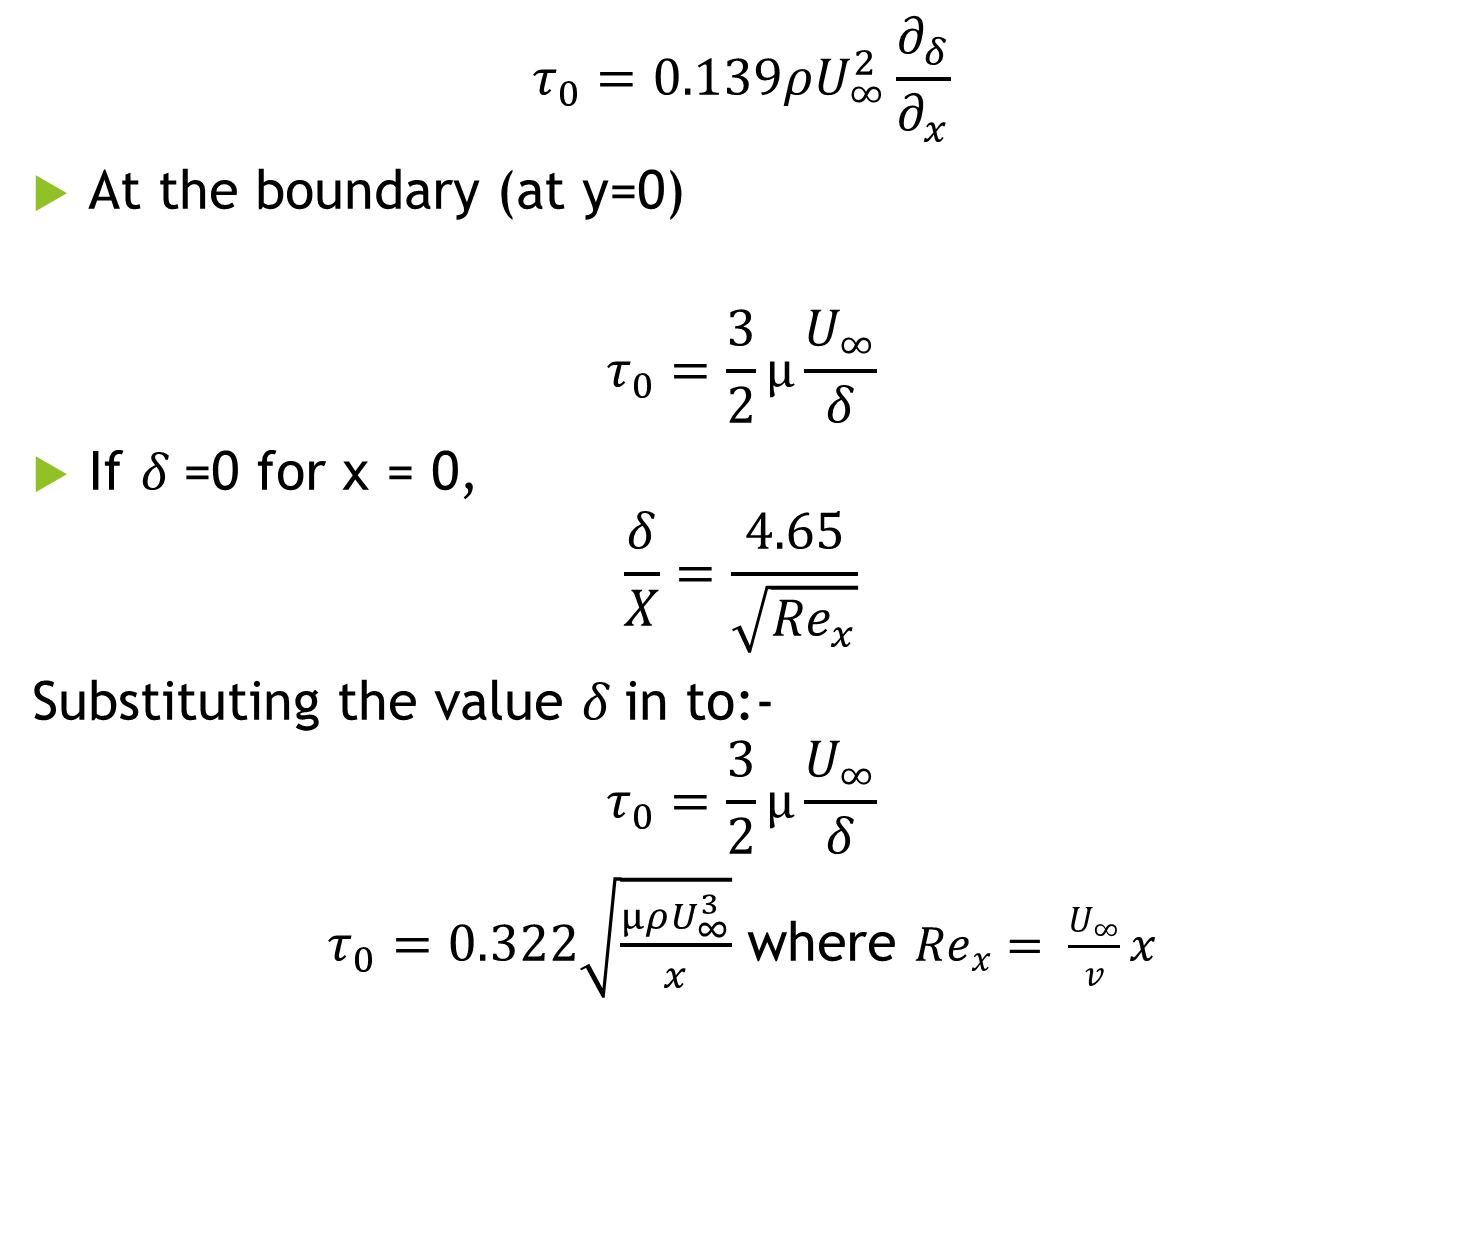 τ₀ = 0.139ρU∞² ∂δ/∂x
▶ At the boundary (at y=0)
τ₀ = 3/2 μ U∞/δ
▶ If δ =0 for x = 0,
δ/X = 4.65/√Reₓ
Substituting the value δ in to:-
τ₀ = 3/2 μ U∞/δ
τ₀ = 0.322√(μρU∞³/x) where Reₓ = U∞/v x